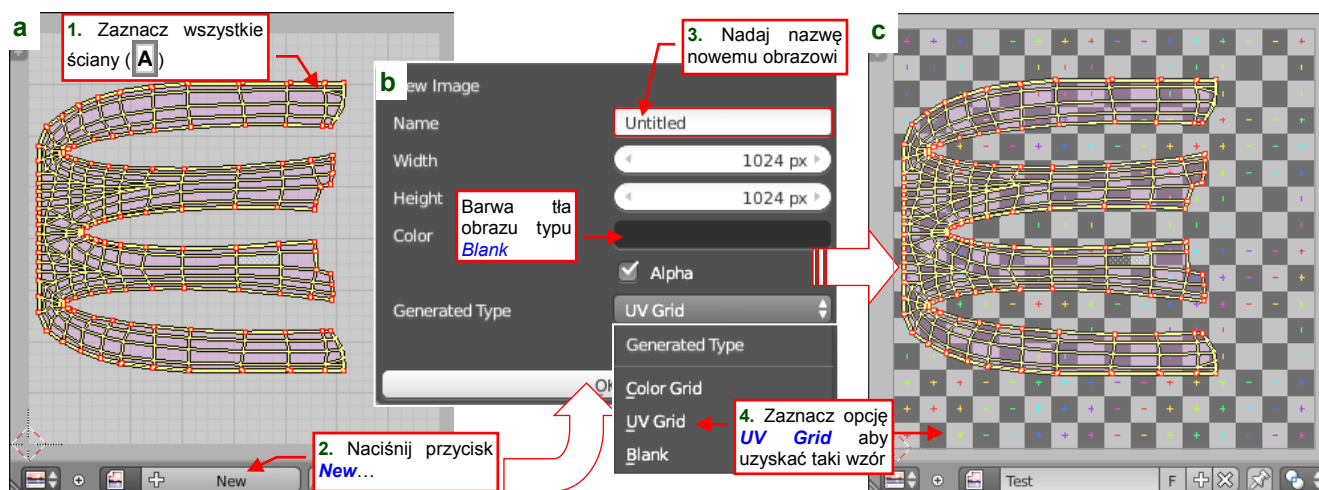 a
1. Zaznacz wszystkie
ściany (A)
2. Naciśnij przycisk
New…
New
b
ew Image
Name
Untitled
Width
1024 px
Height
1024 px
Color
Alpha
Generated Type
UV Grid
Generated Type
Color Grid
UV Grid
Blank
OK
3. Nadaj nazwę
nowemu obrazowi
Barwa tła
obrazu typu
Blank
4. Zaznacz opcję
UV Grid aby
uzyskać taki wzór
c
Test
F